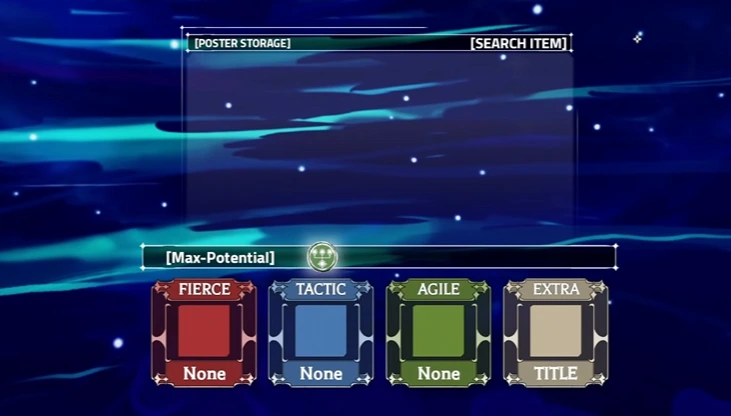 [POSTER STORAGE] [SEARCH ITEM]
[Max-Potential]
FIERCE TACTIC AGILE EXTRA
None None None TITLE